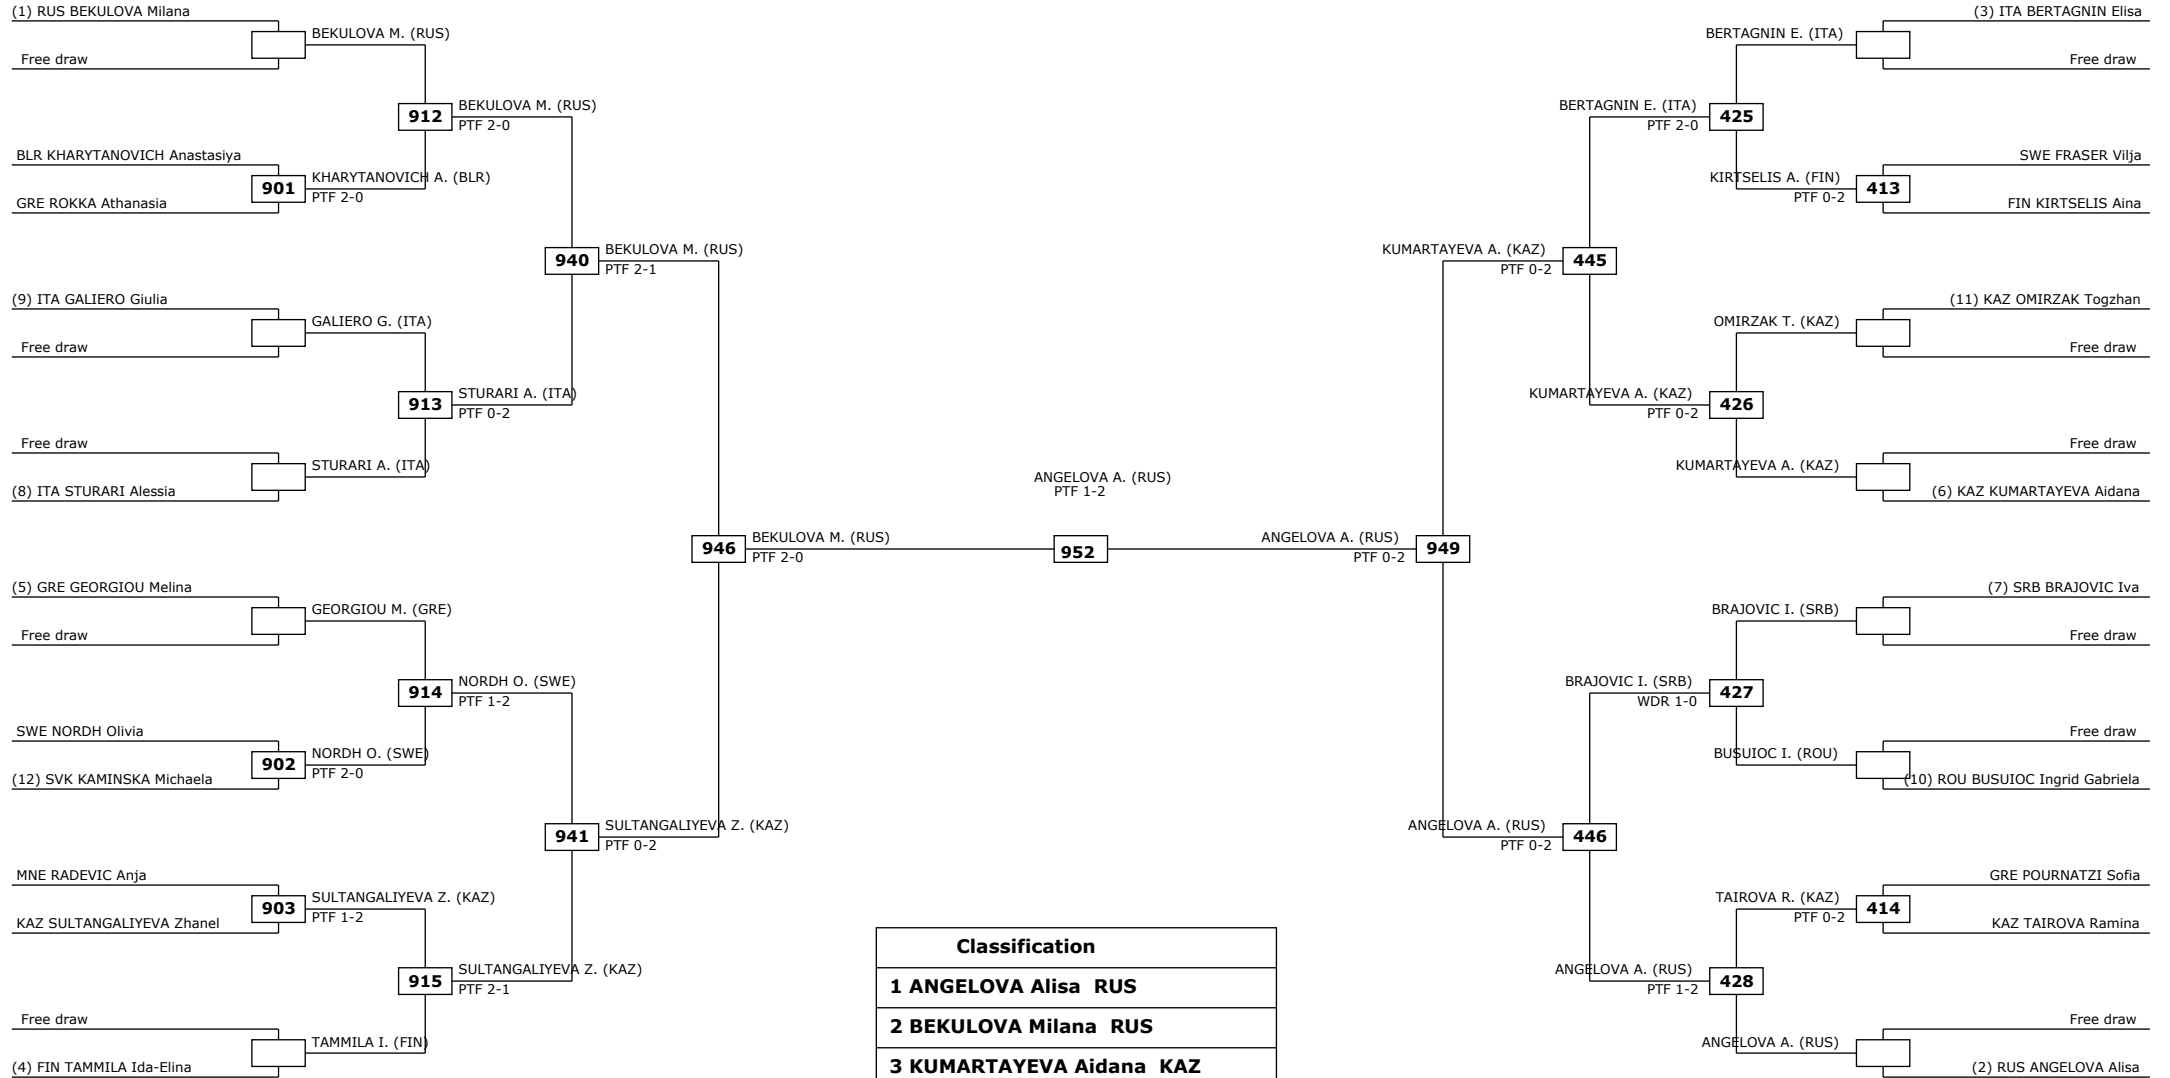 (1) RUS BEKULOVA Milana
BEKULOVA M. (RUS)
Free draw
912
BEKULOVA M. (RUS)
PTF 2-0
BLR KHARYTANOVICH Anastasiya
901
KHARYTANOVICH A. (BLR)
PTF 2-0
GRE ROKKA Athanasia
940
BEKULOVA M. (RUS)
PTF 2-1
(9) ITA GALIERO Giulia
GALIERO G. (ITA)
Free draw
913
STURARI A. (ITA)
PTF 0-2
Free draw
STURARI A. (ITA)
(8) ITA STURARI Alessia
946
BEKULOVA M. (RUS)
PTF 2-0
(5) GRE GEORGIOU Melina
GEORGIOU M. (GRE)
Free draw
914
NORDH O. (SWE)
PTF 1-2
SWE NORDH Olivia
902
NORDH O. (SWE)
PTF 2-0
(12) SVK KAMINSKA Michaela
941
SULTANGALIYEVA Z. (KAZ)
PTF 0-2
MNE RADEVIC Anja
903
SULTANGALIYEVA Z. (KAZ)
PTF 1-2
KAZ SULTANGALIYEVA Zhanel
915
SULTANGALIYEVA Z. (KAZ)
PTF 2-1
Free draw
TAMMILA I. (FIN)
(4) FIN TAMMILA Ida-Elina
ANGELOVA A. (RUS)
PTF 1-2
952
(3) ITA BERTAGNIN Elisa
BERTAGNIN E. (ITA)
Free draw
BERTAGNIN E. (ITA)
PTF 2-0
425
SWE FRASER Vilja
KIRTSELIS A. (FIN)
PTF 0-2
413
FIN KIRTSELIS Aina
KUMARTAYEVA A. (KAZ)
PTF 0-2
445
(11) KAZ OMIRZAK Togzhan
OMIRZAK T. (KAZ)
Free draw
KUMARTAYEVA A. (KAZ)
PTF 0-2
426
Free draw
KUMARTAYEVA A. (KAZ)
(6) KAZ KUMARTAYEVA Aidana
ANGELOVA A. (RUS)
PTF 0-2
949
(7) SRB BRAJOVIC Iva
BRAJOVIC I. (SRB)
Free draw
BRAJOVIC I. (SRB)
WDR 1-0
427
Free draw
BUSUIOC I. (ROU)
(10) ROU BUSUIOC Ingrid Gabriela
ANGELOVA A. (RUS)
PTF 0-2
446
GRE POURNATZI Sofia
TAIROVA R. (KAZ)
PTF 0-2
414
KAZ TAIROVA Ramina
ANGELOVA A. (RUS)
PTF 1-2
428
Free draw
ANGELOVA A. (RUS)
(2) RUS ANGELOVA Alisa
Classification
1 ANGELOVA Alisa RUS
2 BEKULOVA Milana RUS
3 KUMARTAYEVA Aidana KAZ